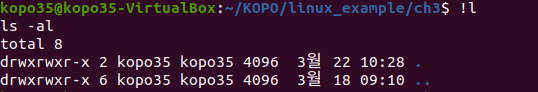 kopo35@kopo35-VirtualBox:~/KOPO/linux_example/ch3$ !l
ls -al
total 8
drwxrwxr-x 2 kopo35 kopo35 4096  3월 22 10:28 .
drwxrwxr-x 6 kopo35 kopo35 4096  3월 18 09:10 ..